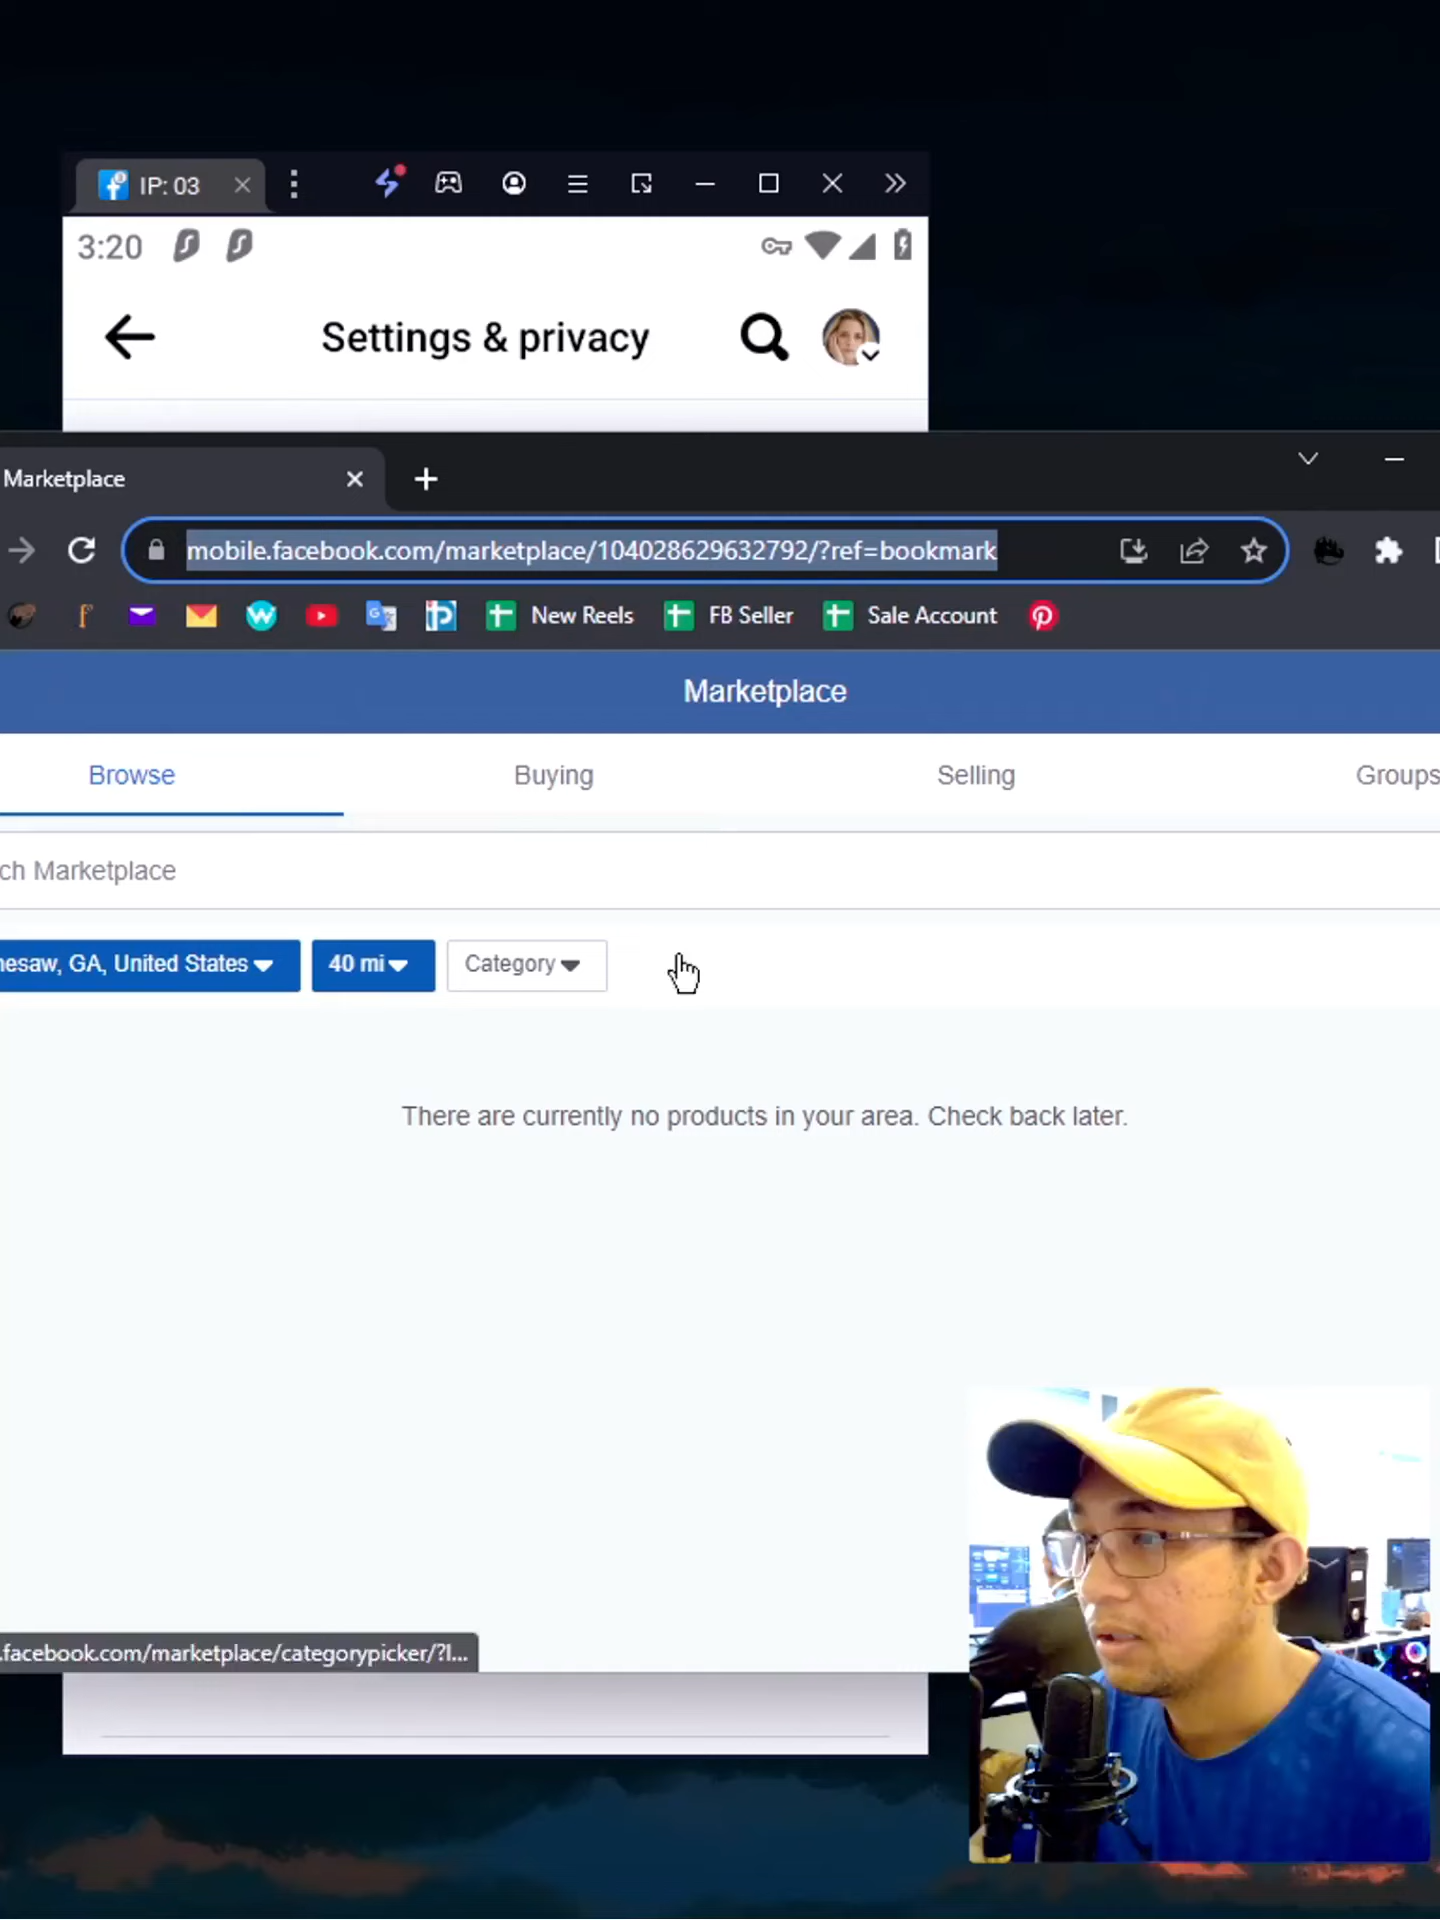 IP: 03
3:20
Settings & privacy
Marketplace
mobile.facebook.com/marketplace/104028629632792/?ref=bookmark
New Reels FB Seller Sale Account
Marketplace
Browse Buying Selling Groups
ch Marketplace
nesaw, GA, United States 40 mi Category
There are currently no products in your area. Check back later.
.facebook.com/marketplace/categorypicker/?l...